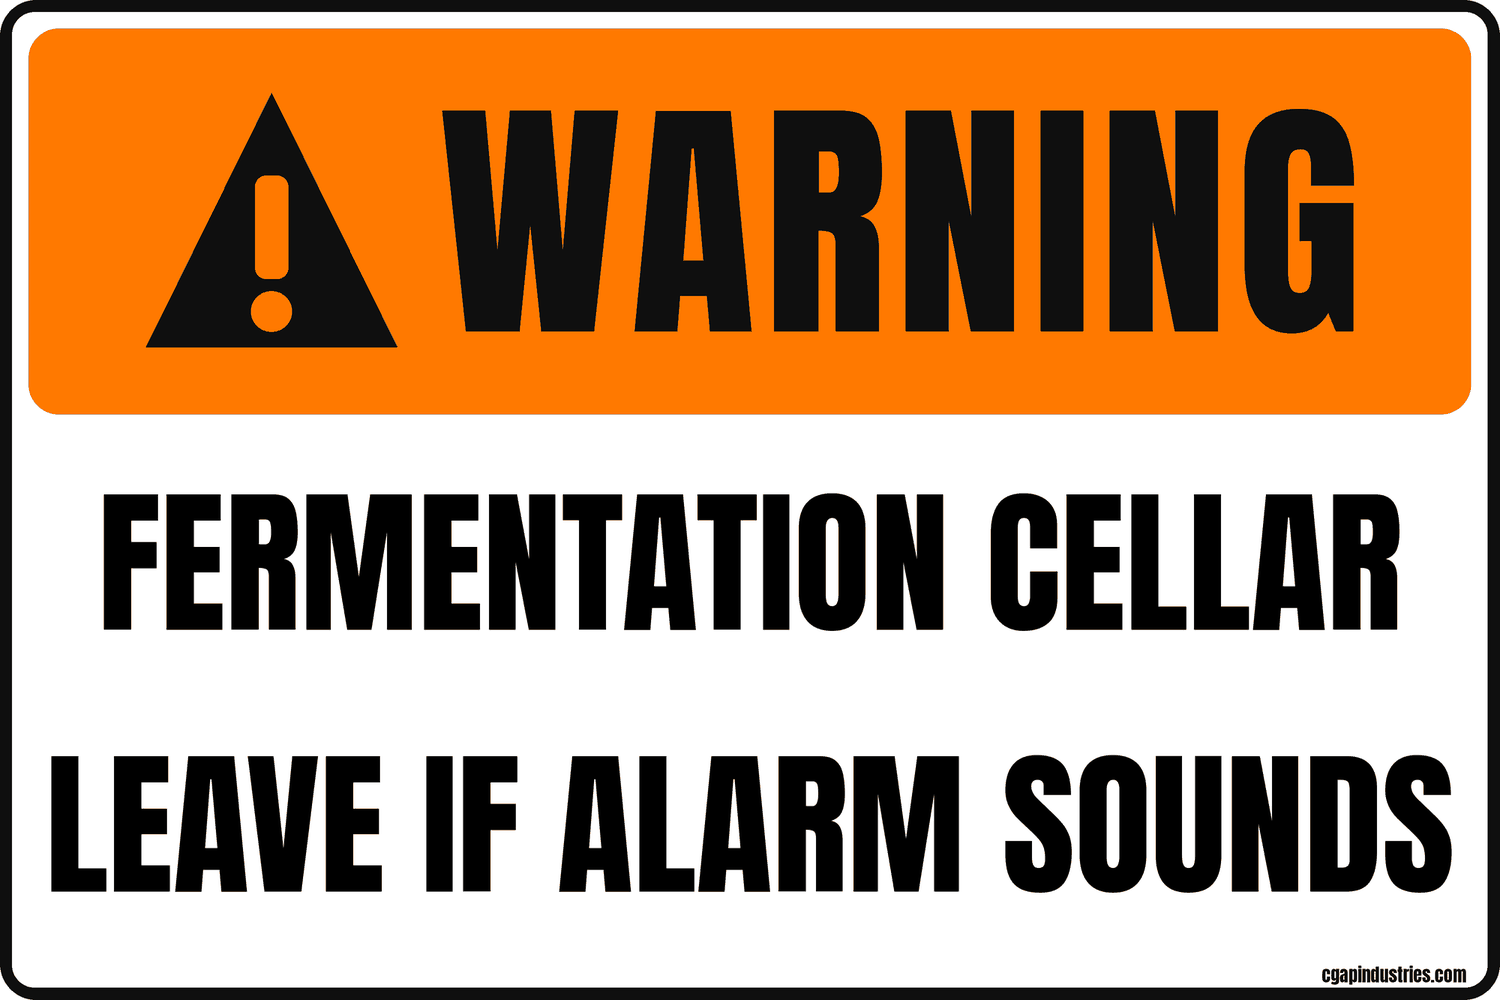 WARNING
FERMENTATION CELLAR
LEAVE IF ALARM SOUNDS
cgapindustries.com